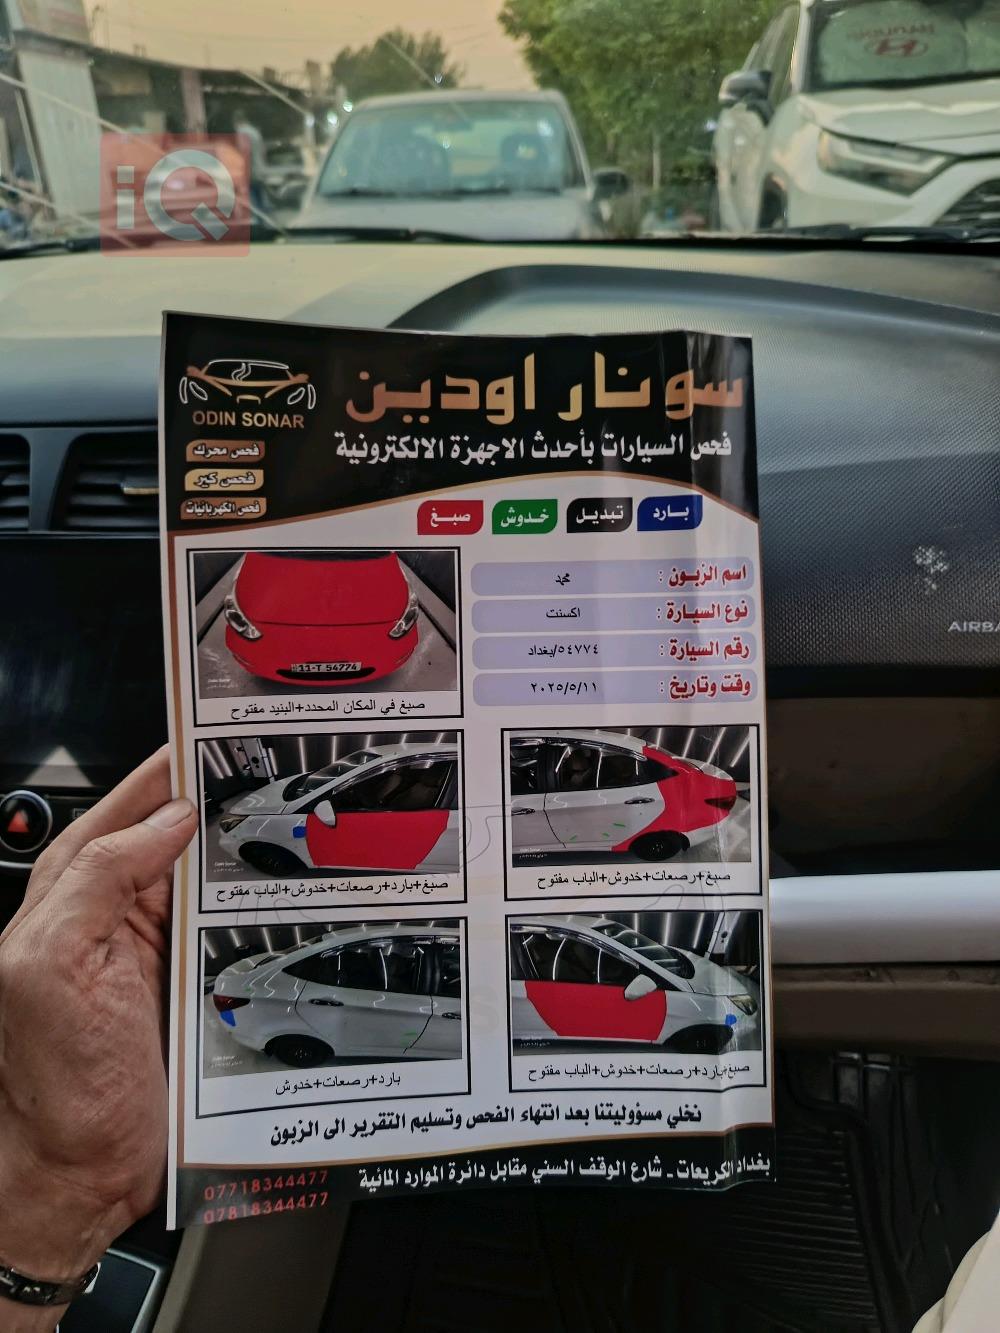 iQ
HYUNDAI
AIRBA
سونار اودين
ODIN SONAR
فحص السيارات بأحدث الاجهزة الالكترونية
فحص محرك
فحص كير
فحص الكهربائيات
بارد
تبديل
خدوش
صبغ
اسم الزبون : محمد
نوع السيارة : اكسنت
رقم السيارة : ٥٤٧٧٤/بغداد
وقت وتاريخ : ٢٠٢٥/٥/١١
11-T 54774
صبغ في المكان المحدد+البنيد مفتوح
صبغ+رصعات+خدوش+الباب مفتوح
صبغ+بارد+رصعات+خدوش+الباب مفتوح
صبغ+بارد+رصعات+خدوش+الباب مفتوح
بارد+رصعات+خدوش
نخلي مسؤوليتنا بعد انتهاء الفحص وتسليم التقرير الى الزبون
بغداد الكريعات - شارع الوقف السني مقابل دائرة الموارد المائية
07718344477
07818344477